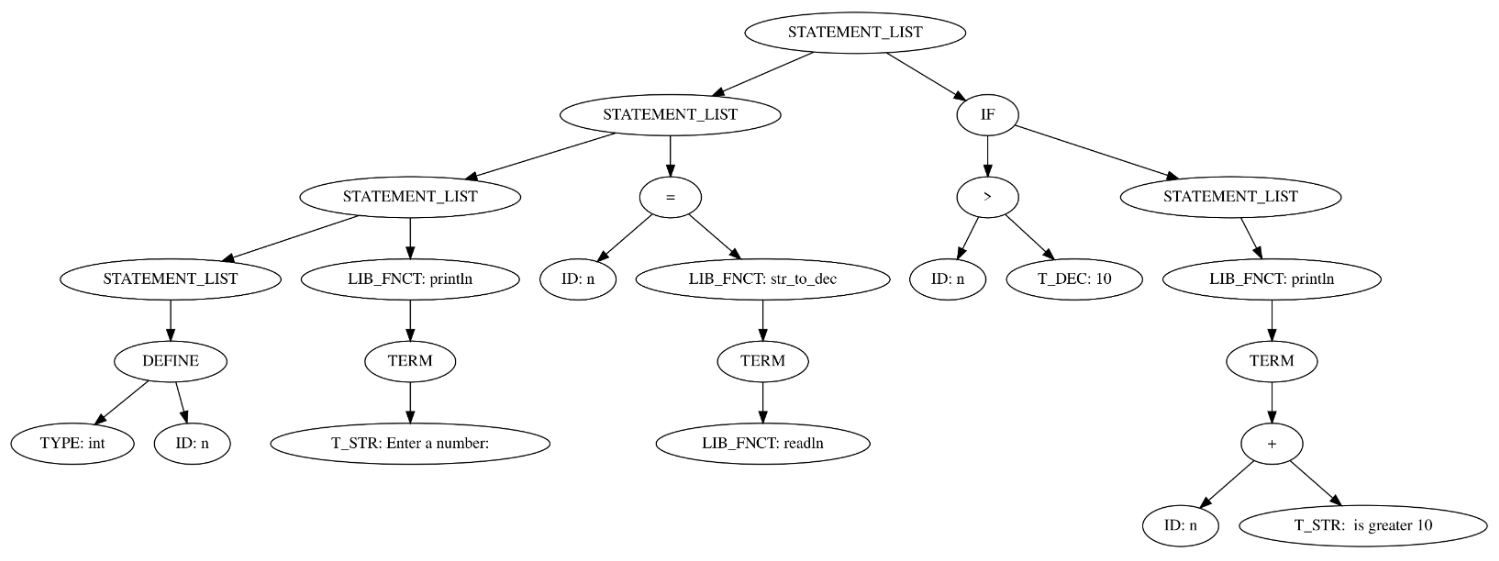 STATEMENT_LIST
STATEMENT_LIST
IF
STATEMENT_LIST
=
>
STATEMENT_LIST
STATEMENT_LIST
LIB_FNCT: println
ID: n
LIB_FNCT: str_to_dec
ID: n
T_DEC: 10
LIB_FNCT: println
DEFINE
TERM
TERM
TERM
TYPE: int
ID: n
T_STR: Enter a number:
LIB_FNCT: readln
+
ID: n
T_STR:  is greater 10